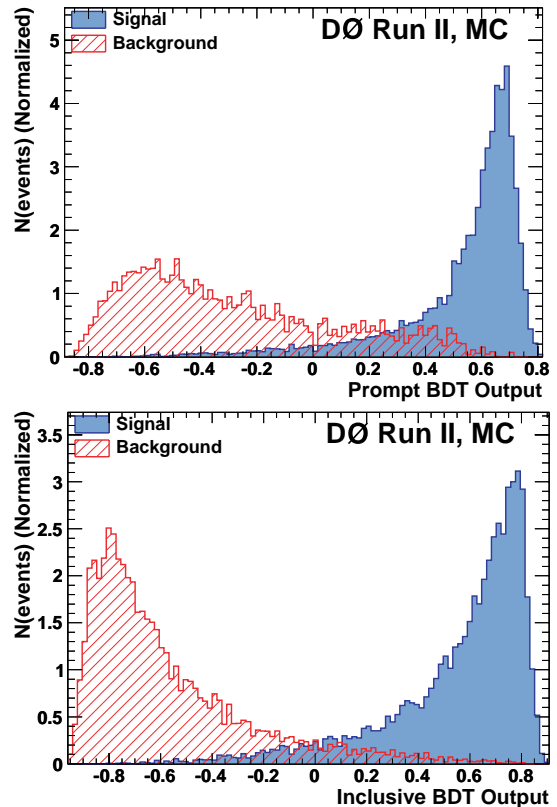 DØ Run II, MC
Signal
Background
N(events) (Normalized)
5
4
3
2
1
0
-0.8 -0.6 -0.4 -0.2 0 0.2 0.4 0.6 0.8
Prompt BDT Output
DØ Run II, MC
Signal
Background
N(events) (Normalized)
3.5
3
2.5
2
1.5
1
0.5
0
-0.8 -0.6 -0.4 -0.2 0 0.2 0.4 0.6 0.8
Inclusive BDT Output